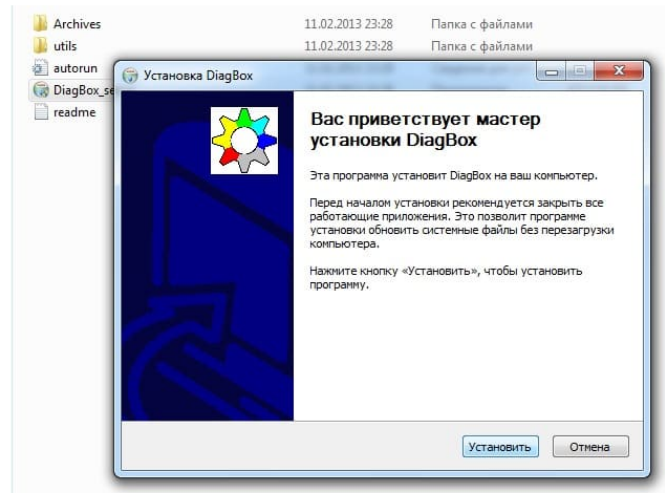 Archives 11.02.2013 23:28 Папка с файлами
utils 11.02.2013 23:28 Папка с файлами
autorun
Установка DiagBox
DiagBox_se
readme
Вас приветствует мастер
установки DiagBox
Эта программа установит DiagBox на ваш компьютер.
Перед началом установки рекомендуется закрыть все
работающие приложения. Это позволит программе
установки обновить системные файлы без перезагрузки
компьютера.
Нажмите кнопку «Установить», чтобы установить
программу.
Установить Отмена